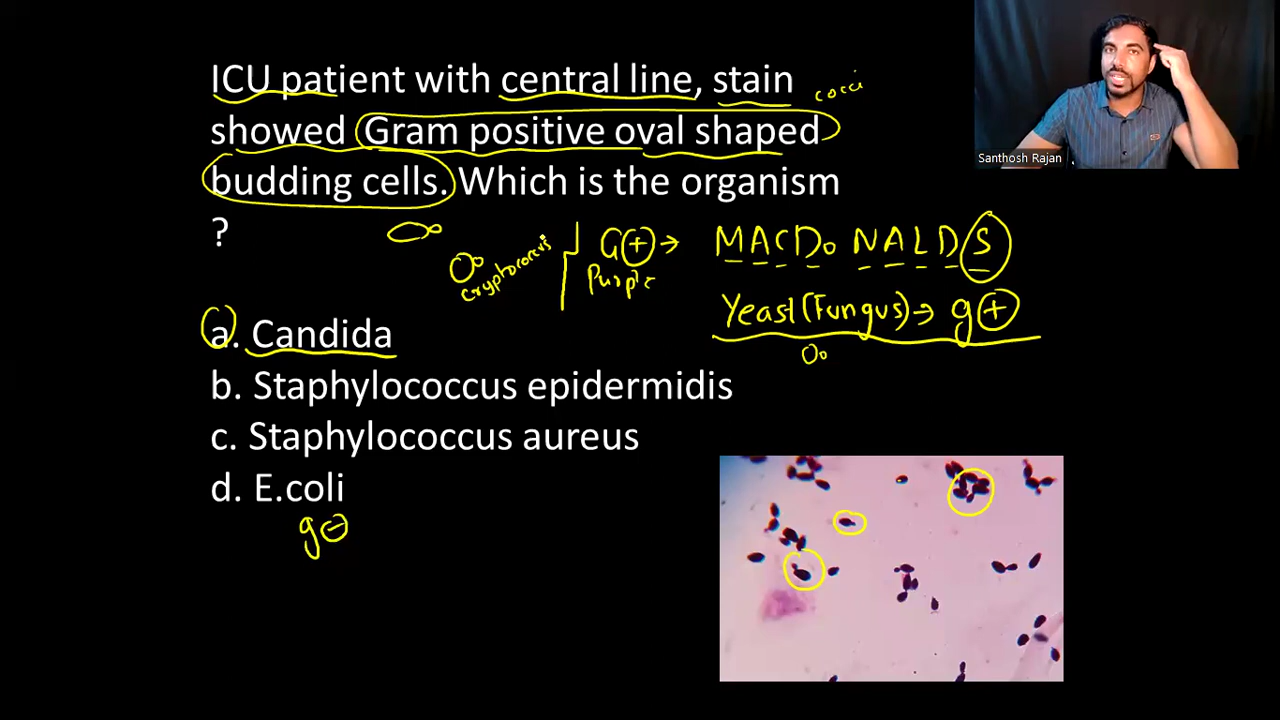 ICU patient with central line, stain
cocci
showed Gram positive oval shaped
budding cells. Which is the organism
?
Cryptococcus
G+ → MACDoNALDS
Purple
Yeast (Fungus) → g+
a. Candida
b. Staphylococcus epidermidis
c. Staphylococcus aureus
d. E.coli
g-
Santhosh Rajan